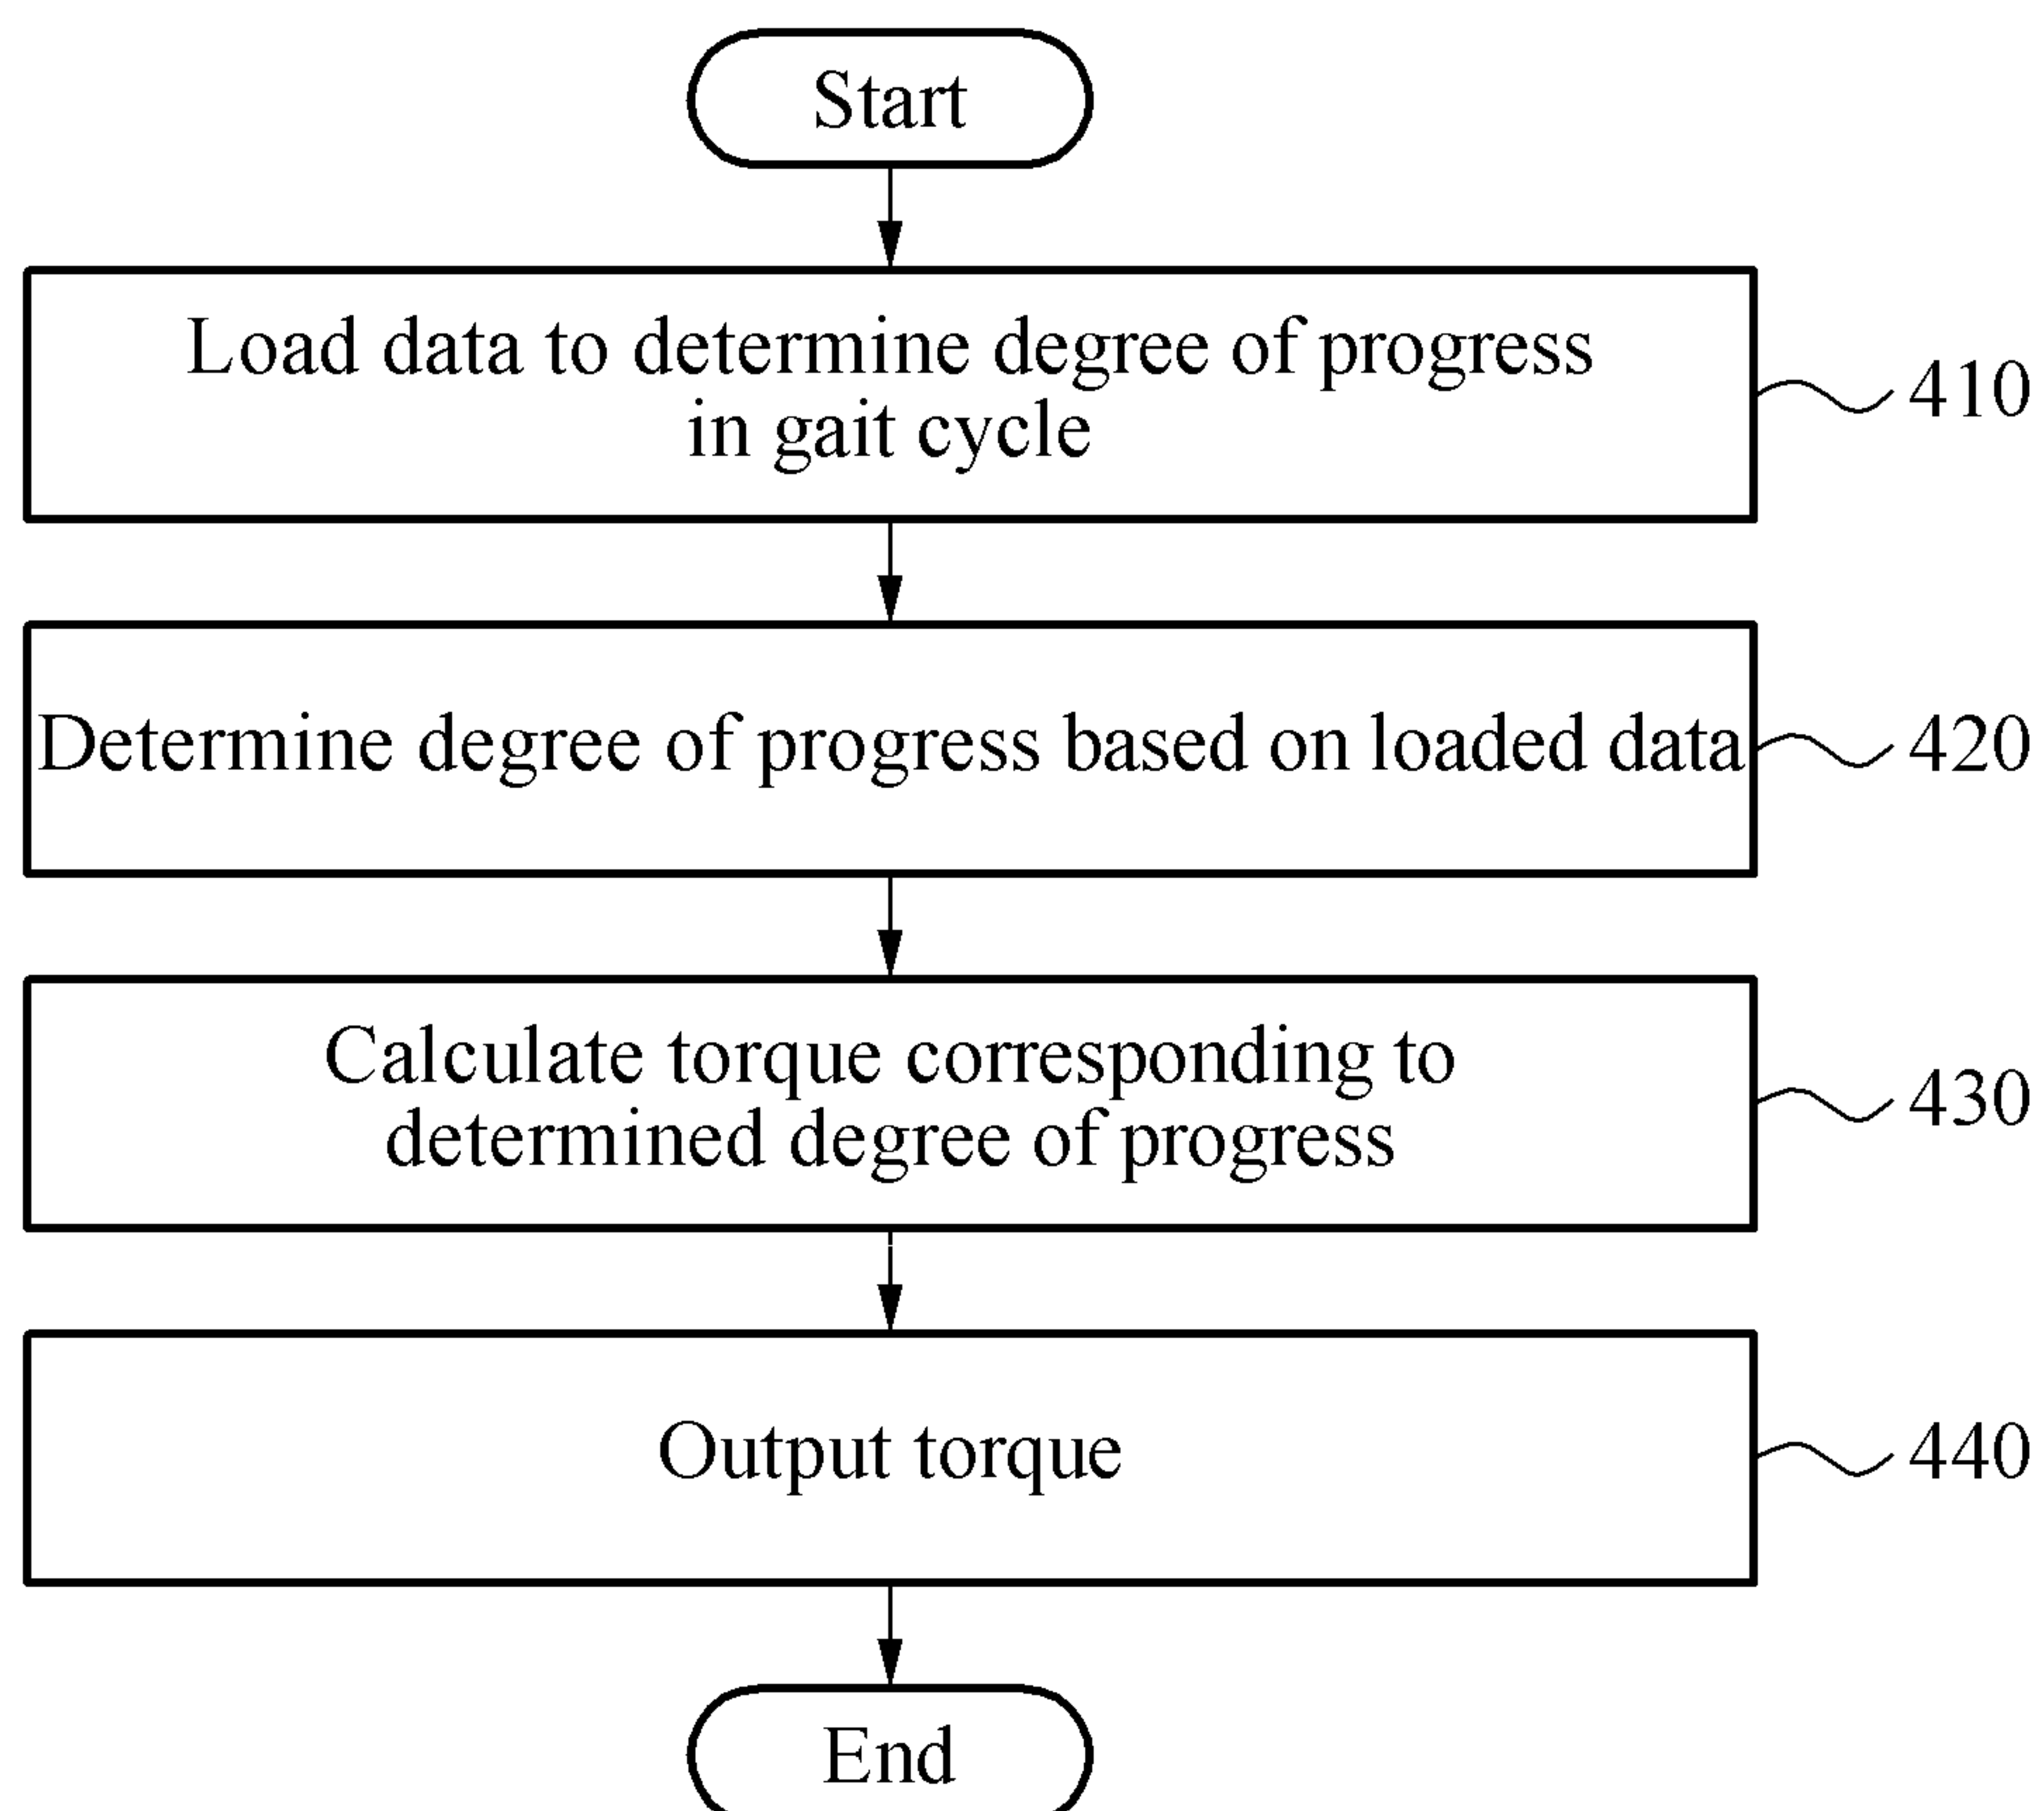 Start
Load data to determine degree of progress
in gait cycle
410
Determine degree of progress based on loaded data
420
Calculate torque corresponding to
determined degree of progress
430
Output torque
440
End